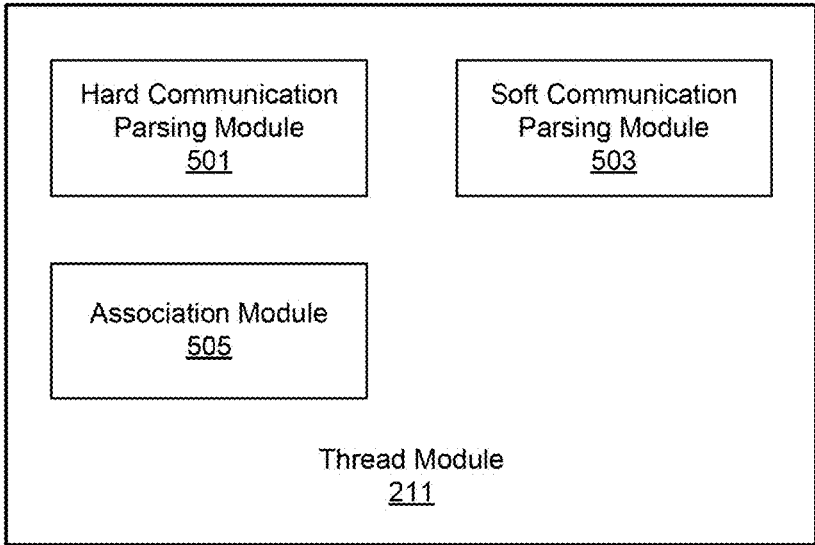 Hard Communication
Parsing Module
501
Soft Communication
Parsing Module
503
Association Module
505
Thread Module
211